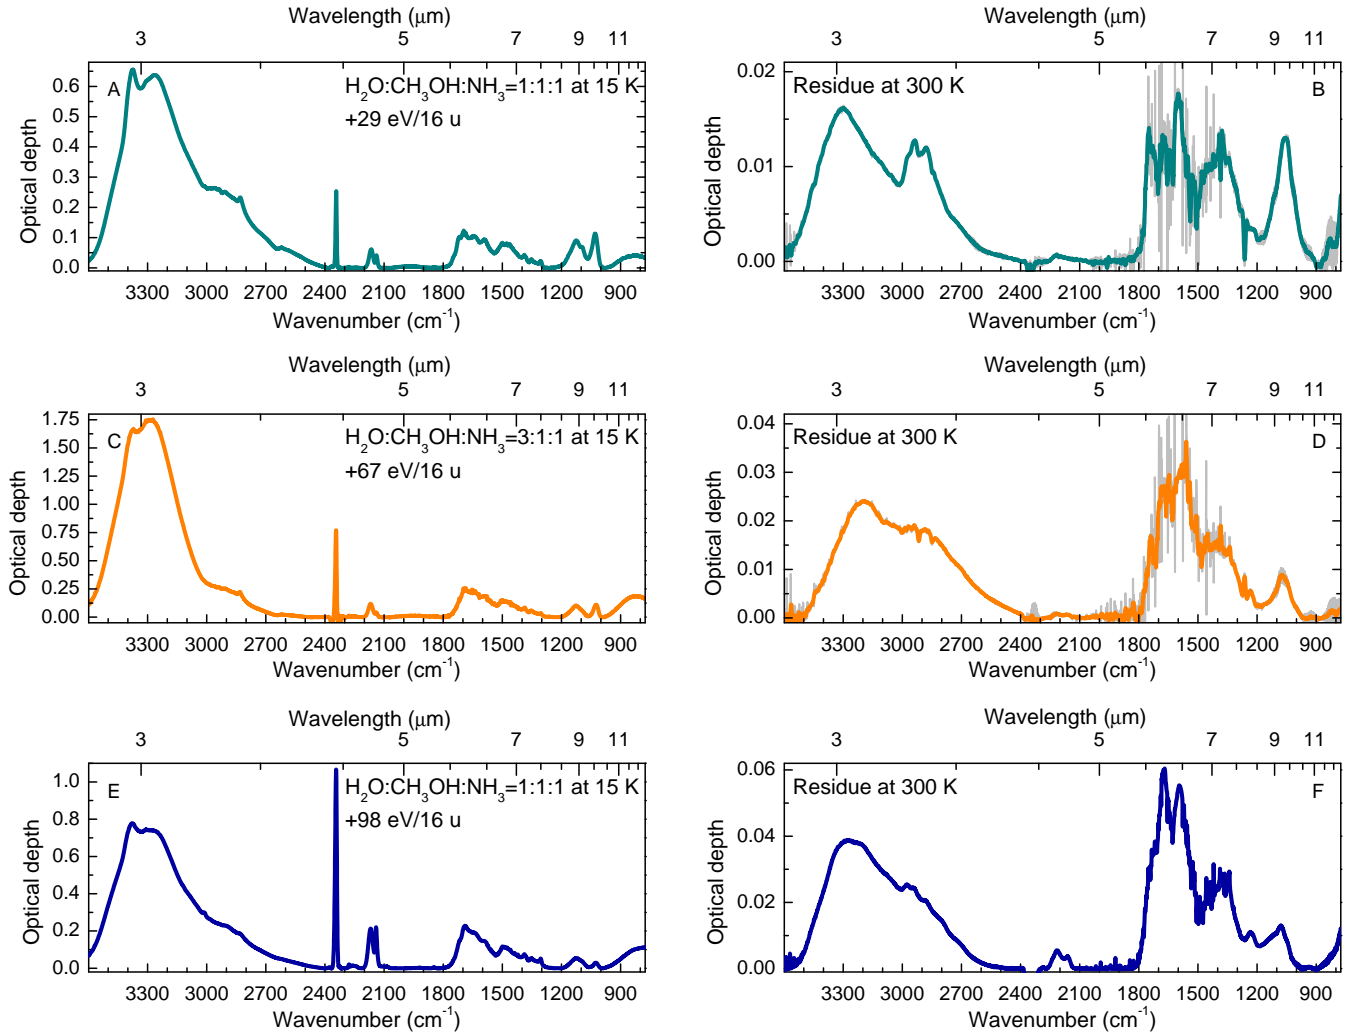 Wavelength (μm)
3 5 7 9 11
A
H2O:CH3OH:NH3=1:1:1 at 15 K
+29 eV/16 u
Optical depth
0.6
0.5
0.4
0.3
0.2
0.1
0.0
3300 3000 2700 2400 2100 1800 1500 1200 900
Wavenumber (cm-1)
Wavelength (μm)
3 5 7 9 11
Residue at 300 K
B
Optical depth
0.02
0.01
0.00
3300 3000 2700 2400 2100 1800 1500 1200 900
Wavenumber (cm-1)
Wavelength (μm)
3 5 7 9 11
C
H2O:CH3OH:NH3=3:1:1 at 15 K
+67 eV/16 u
Optical depth
1.75
1.50
1.25
1.00
0.75
0.50
0.25
0.00
3300 3000 2700 2400 2100 1800 1500 1200 900
Wavenumber (cm-1)
Wavelength (μm)
3 5 7 9 11
Residue at 300 K
D
Optical depth
0.04
0.03
0.02
0.01
0.00
3300 3000 2700 2400 2100 1800 1500 1200 900
Wavenumber (cm-1)
Wavelength (μm)
3 5 7 9 11
E
H2O:CH3OH:NH3=1:1:1 at 15 K
+98 eV/16 u
Optical depth
1.0
0.8
0.6
0.4
0.2
0.0
3300 3000 2700 2400 2100 1800 1500 1200 900
Wavenumber (cm-1)
Wavelength (μm)
3 5 7 9 11
Residue at 300 K
F
Optical depth
0.06
0.04
0.02
0.00
3300 3000 2700 2400 2100 1800 1500 1200 900
Wavenumber (cm-1)